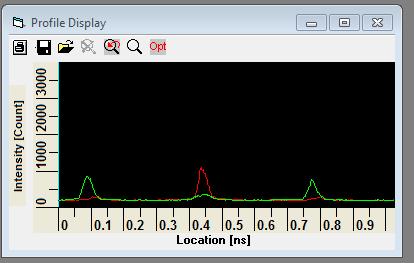 Profile Display
Opt
Intensity [Count]
3000
2000
1000
0
0 0.1 0.2 0.3 0.4 0.5 0.6 0.7 0.8 0.9
Location [ns]